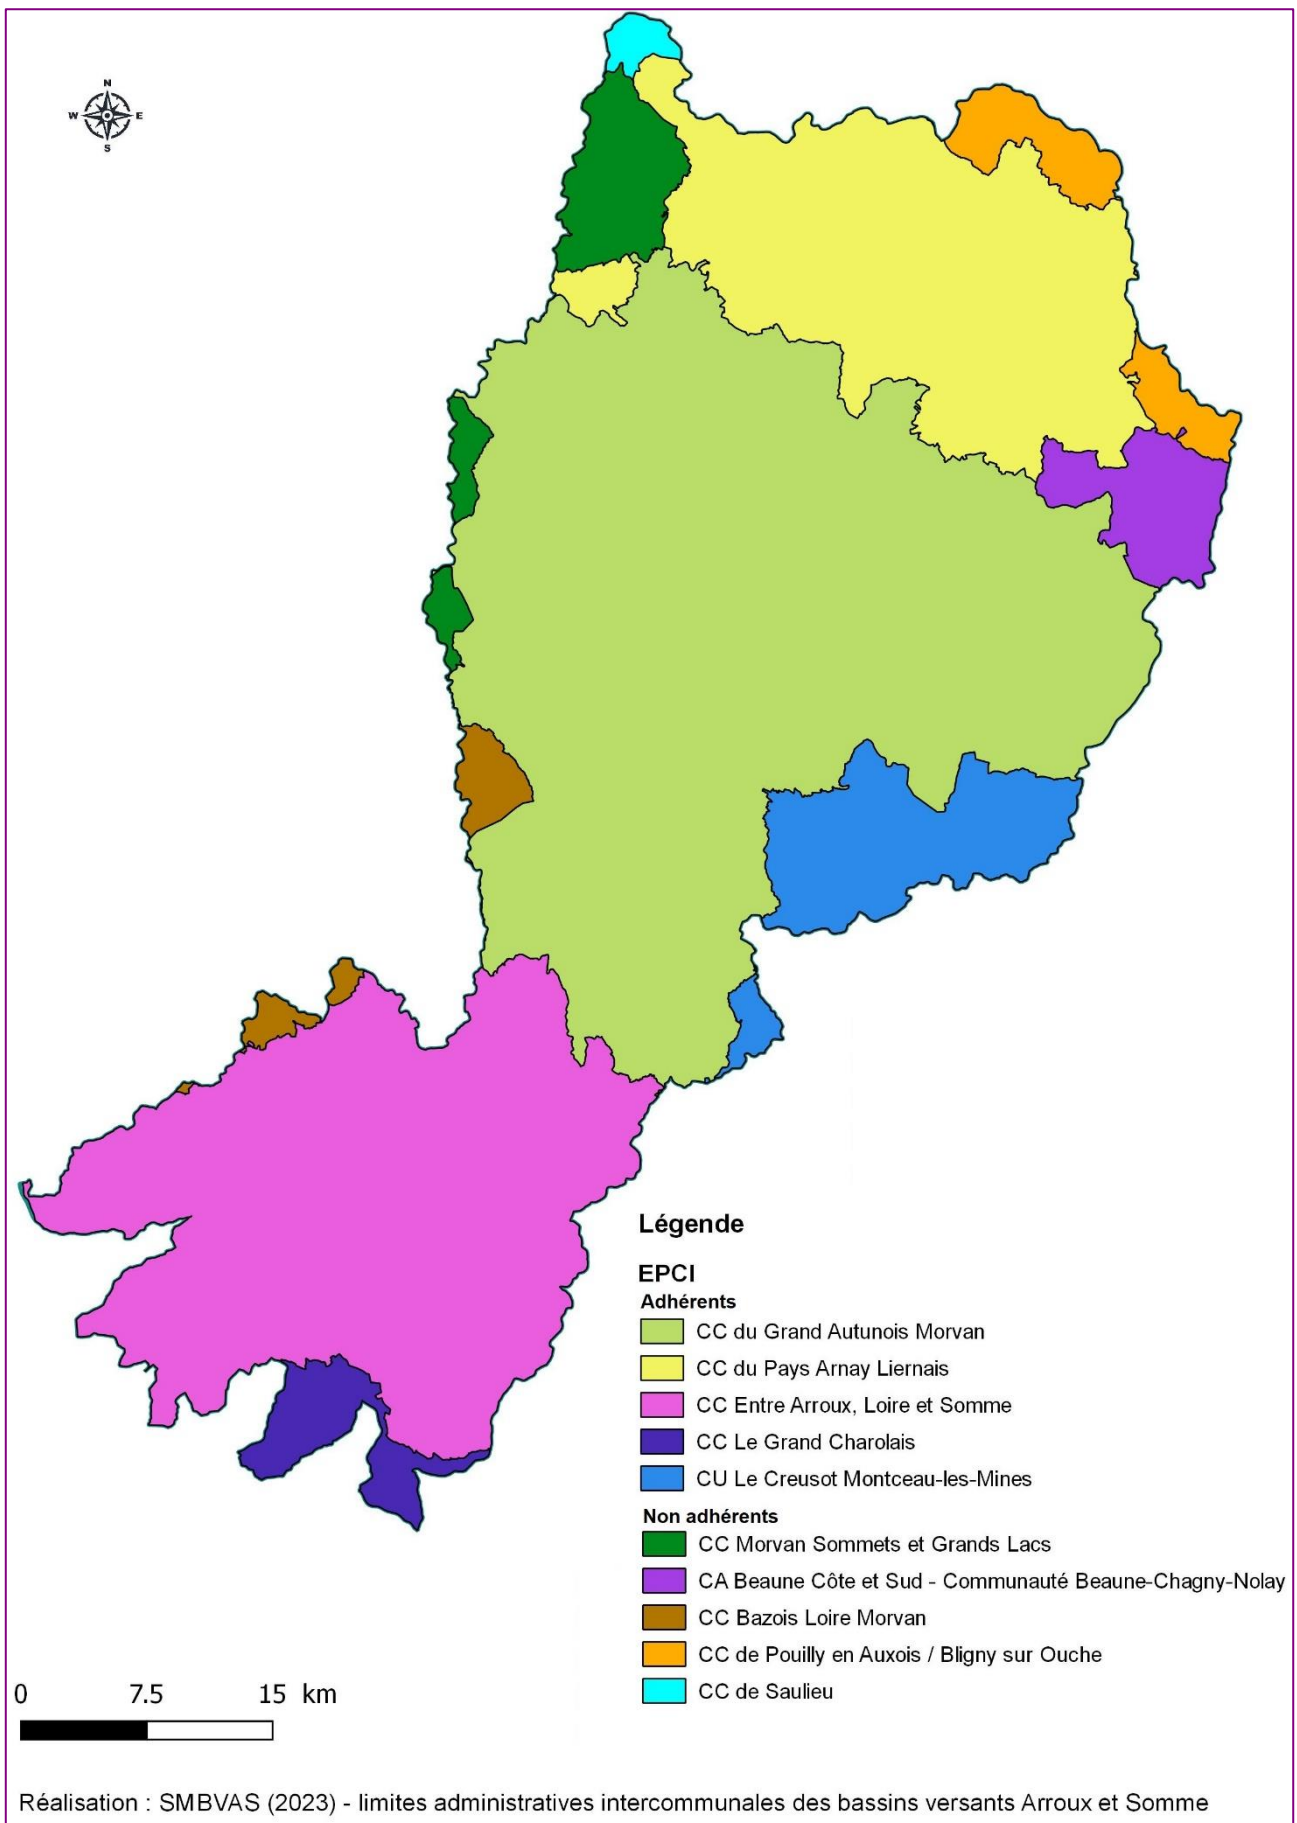 N
W E
S
Légende
EPCI
Adhérents
CC du Grand Autunois Morvan
CC du Pays Arnay Liernais
CC Entre Arroux, Loire et Somme
CC Le Grand Charolais
CU Le Creusot Montceau-les-Mines
Non adhérents
CC Morvan Sommets et Grands Lacs
CA Beaune Côte et Sud - Communauté Beaune-Chagny-Nolay
CC Bazois Loire Morvan
CC de Pouilly en Auxois / Bligny sur Ouche
CC de Saulieu
0 7.5 15 km
Réalisation : SMBVAS (2023) - limites administratives intercommunales des bassins versants Arroux et Somme